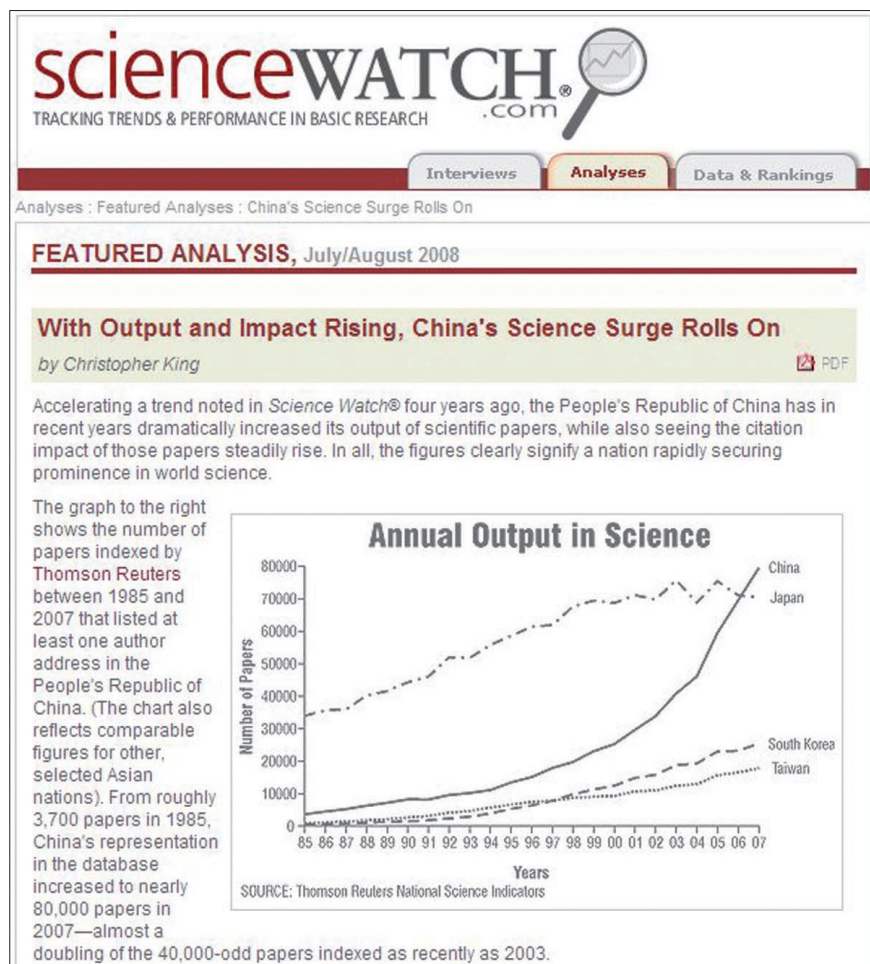 scienceWATCH®
.com
TRACKING TRENDS & PERFORMANCE IN BASIC RESEARCH
Interviews
Analyses
Data & Rankings
Analyses : Featured Analyses : China's Science Surge Rolls On
FEATURED ANALYSIS, July/August 2008
With Output and Impact Rising, China's Science Surge Rolls On
by Christopher King
PDF
Accelerating a trend noted in Science Watch® four years ago, the People's Republic of China has in
recent years dramatically increased its output of scientific papers, while also seeing the citation
impact of those papers steadily rise. In all, the figures clearly signify a nation rapidly securing
prominence in world science.
The graph to the right
shows the number of
papers indexed by
Thomson Reuters
between 1985 and
2007 that listed at
least one author
address in the
People's Republic of
China. (The chart also
reflects comparable
figures for other,
selected Asian
nations). From roughly
3,700 papers in 1985,
China's representation
in the database
increased to nearly
80,000 papers in
2007—almost a
doubling of the 40,000-odd papers indexed as recently as 2003.
Annual Output in Science
Number of Papers
80000
70000
60000
50000
40000
30000
20000
10000
0
China
Japan
South Korea
Taiwan
85 86 87 88 89 90 91 92 93 94 95 96 97 98 99 00 01 02 03 04 05 06 07
Years
SOURCE: Thomson Reuters National Science Indicators